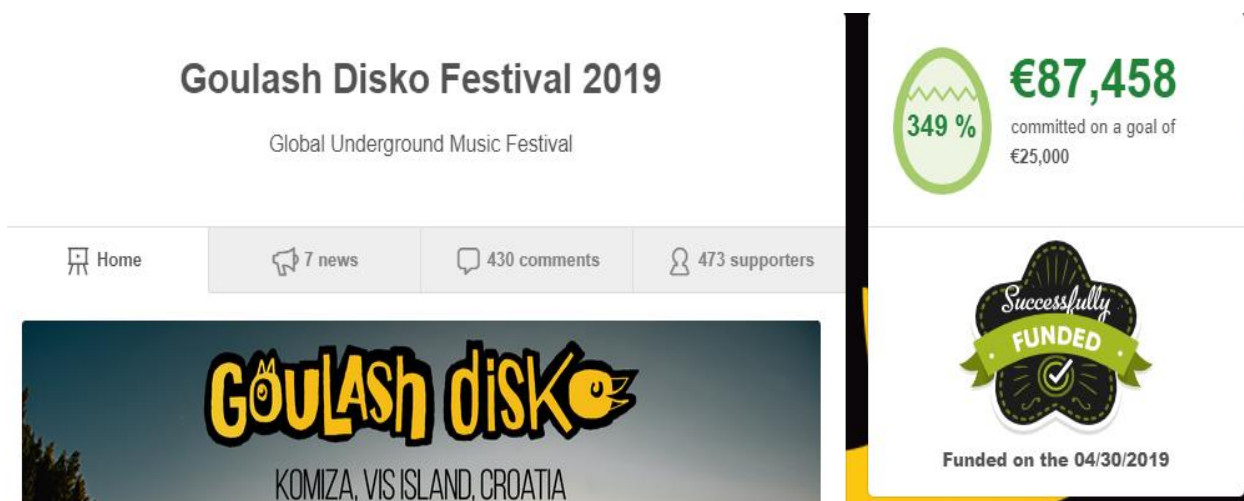 Goulash Disko Festival 2019
Global Underground Music Festival
Home
7 news
430 comments
473 supporters
GOULASh disKo
KOMIZA, VIS ISLAND, CROATIA
349 %
€87,458
committed on a goal of
€25,000
Successfully
FUNDED
Funded on the 04/30/2019